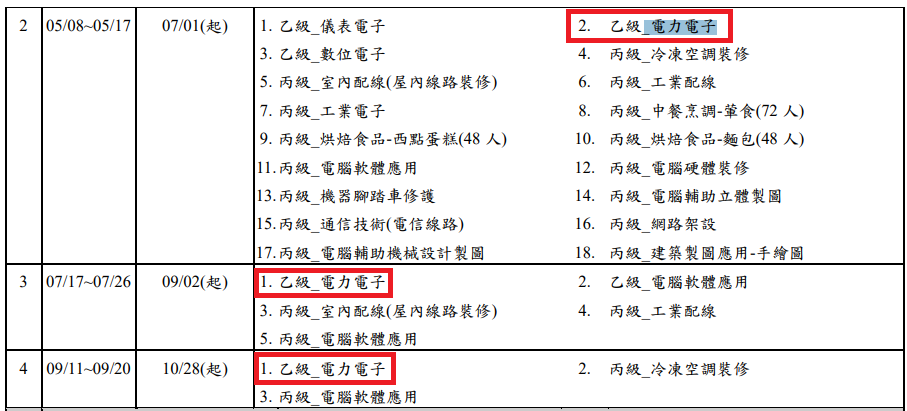 2 05/08~05/17 07/01(起) 1. 乙級_儀表電子 2. 乙級_電力電子
3. 乙級_數位電子 4. 丙級_冷凍空調裝修
5. 丙級_室內配線(屋內線路裝修) 6. 丙級_工業配線
7. 丙級_工業電子 8. 丙級_中餐烹調-葷食(72 人)
9. 丙級_烘焙食品-西點蛋糕(48 人) 10. 丙級_烘焙食品-麵包(48 人)
11. 丙級_電腦軟體應用 12. 丙級_電腦硬體裝修
13. 丙級_機器腳踏車修護 14. 丙級_電腦輔助立體製圖
15. 丙級_通信技術(電信線路) 16. 丙級_網路架設
17. 丙級_電腦輔助機械設計製圖 18. 丙級_建築製圖應用-手繪圖
3 07/17~07/26 09/02(起) 1. 乙級_電力電子 2. 乙級_電腦軟體應用
3. 丙級_室內配線(屋內線路裝修) 4. 丙級_工業配線
5. 丙級_電腦軟體應用
4 09/11~09/20 10/28(起) 1. 乙級_電力電子 2. 丙級_冷凍空調裝修
3. 丙級_電腦軟體應用